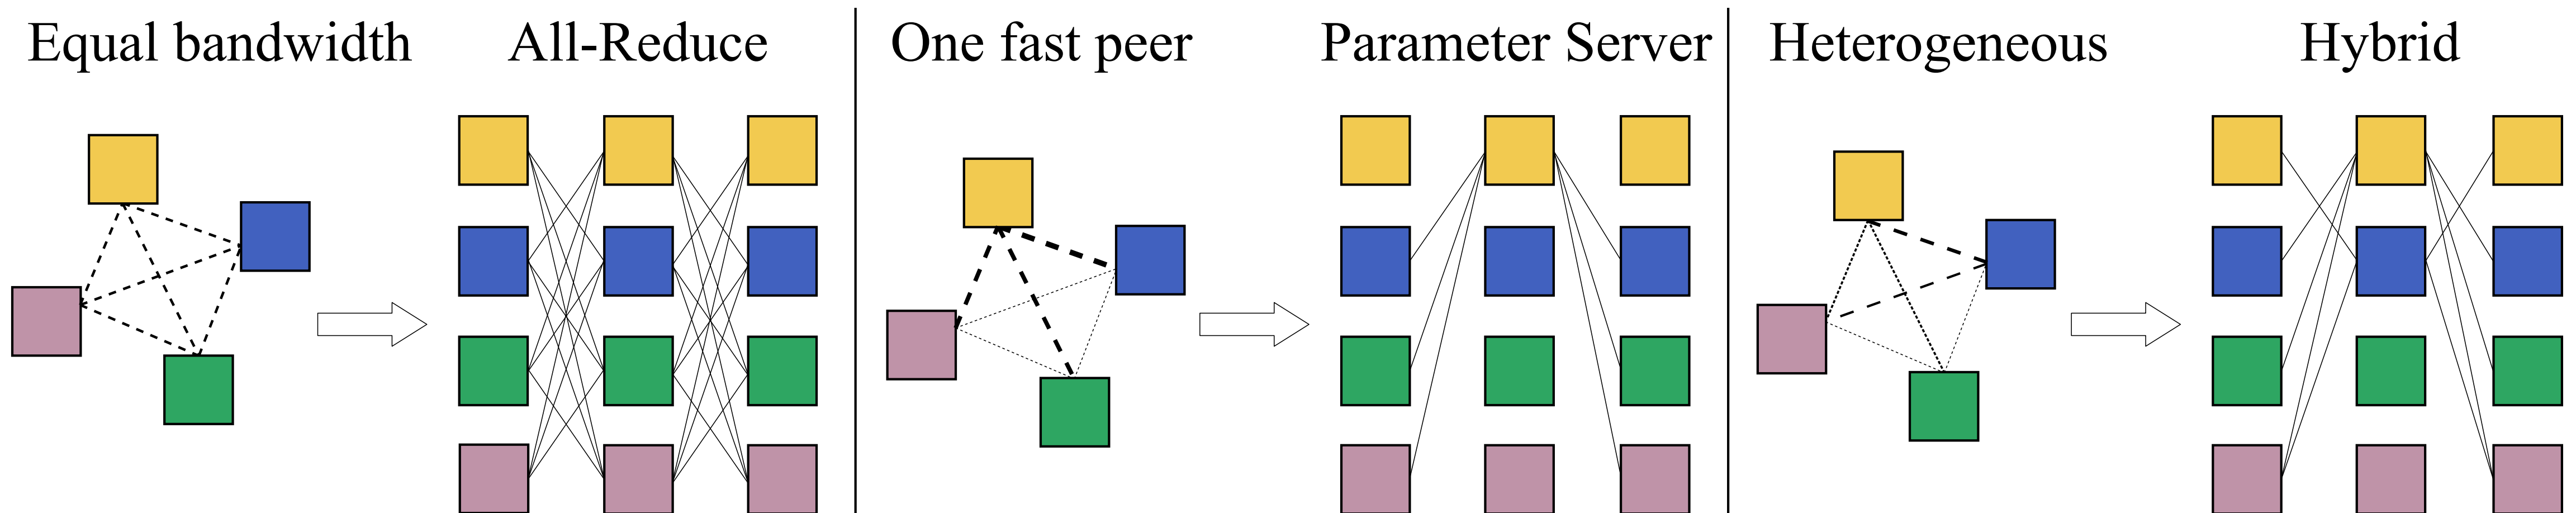 Equal bandwidth
All-Reduce
One fast peer
Parameter Server
Heterogeneous
Hybrid